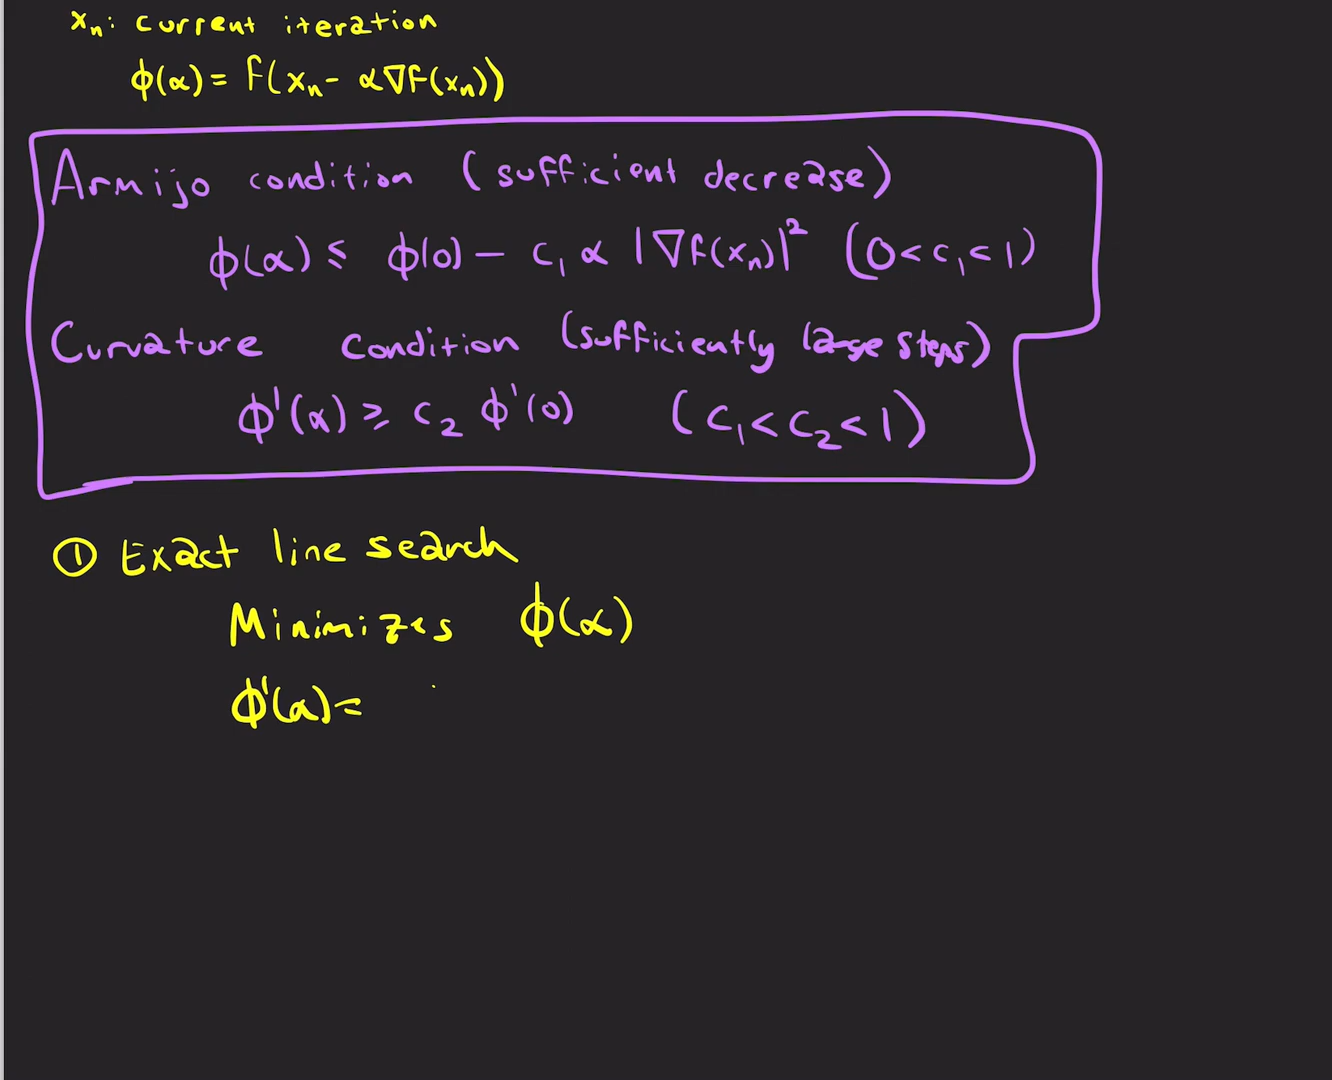 xₙ: current iteration
ϕ(α) = f(xₙ - α∇f(xₙ))
Armijo condition (sufficient decrease)
ϕ(α) ≤ ϕ(0) - c₁ α |∇f(xₙ)|² (0 < c₁ < 1)
Curvature condition (sufficiently large steps)
ϕ'(α) ≥ c₂ ϕ'(0) (c₁ < c₂ < 1)
① Exact line search
Minimizes ϕ(α)
ϕ'(α) =